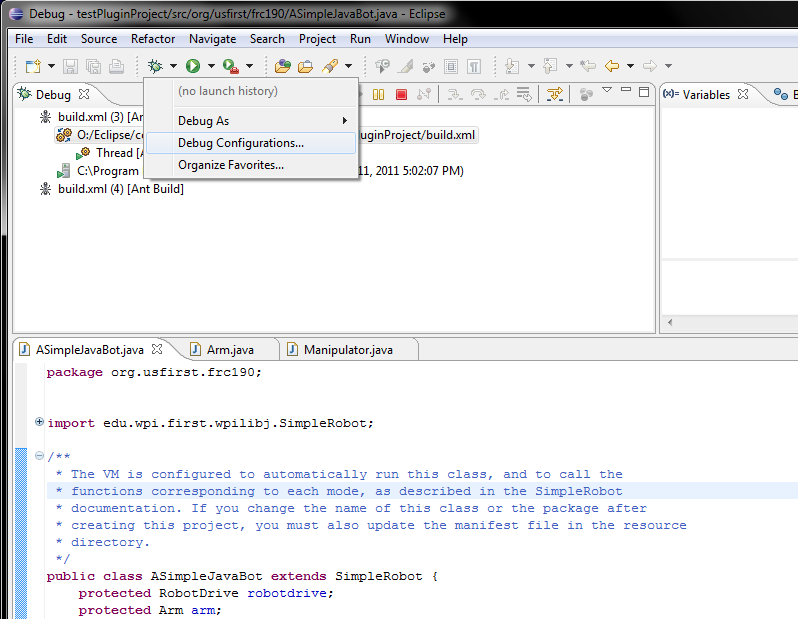 Debug - testPluginProject/src/org/usfirst/frc190/ASimpleJavaBot.java - Eclipse
File Edit Source Refactor Navigate Search Project Run Window Help
Debug
(no launch history)
Debug As
Debug Configurations...
Organize Favorites...
build.xml (3) [An
O:/Eclipse/c
luginProject/build.xml
Thread [
C:\Program
11, 2011 5:02:07 PM)
build.xml (4) [Ant Build]
(x)= Variables
ASimpleJavaBot.java
Arm.java
Manipulator.java
package org.usfirst.frc190;
import edu.wpi.first.wpilibj.SimpleRobot;
/**
* The VM is configured to automatically run this class, and to call the
* functions corresponding to each mode, as described in the SimpleRobot
* documentation. If you change the name of this class or the package after
* creating this project, you must also update the manifest file in the resource
* directory.
*/
public class ASimpleJavaBot extends SimpleRobot {
protected RobotDrive robotdrive;
protected Arm arm;